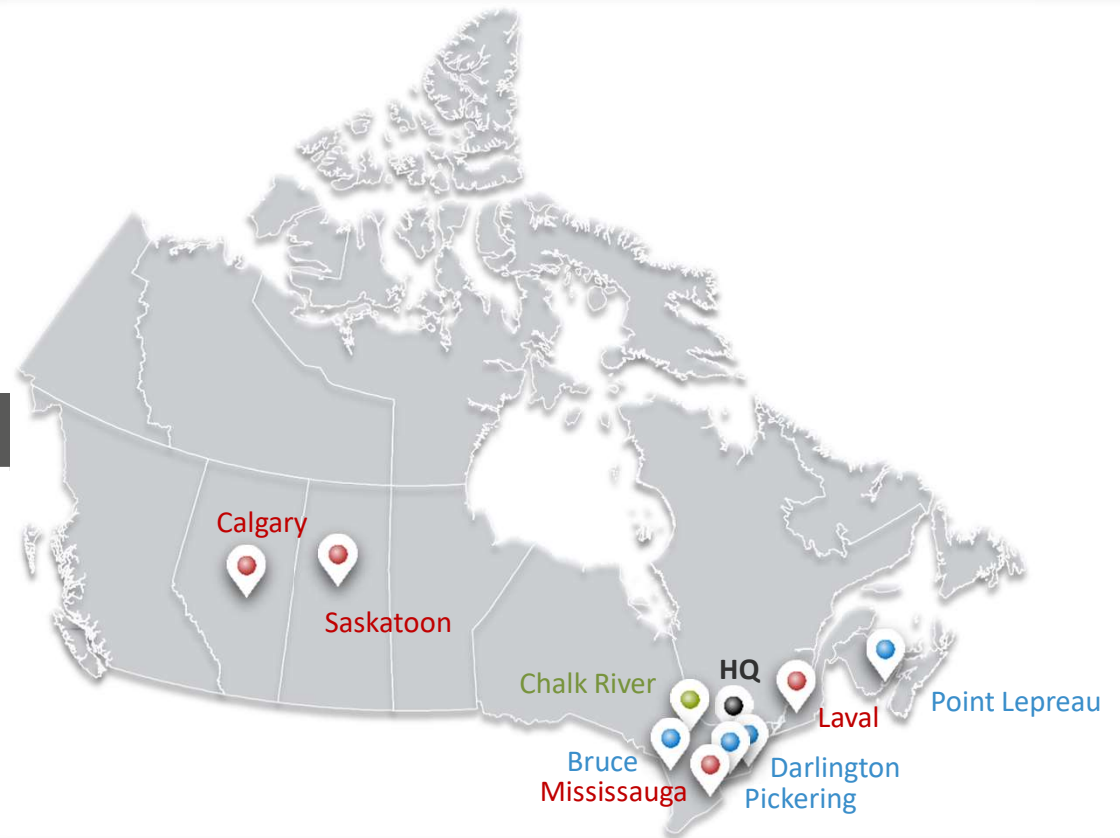 Calgary
Saskatoon
HQ
Chalk River
Point Lepreau
Laval
Bruce
Darlington
Mississauga
Pickering